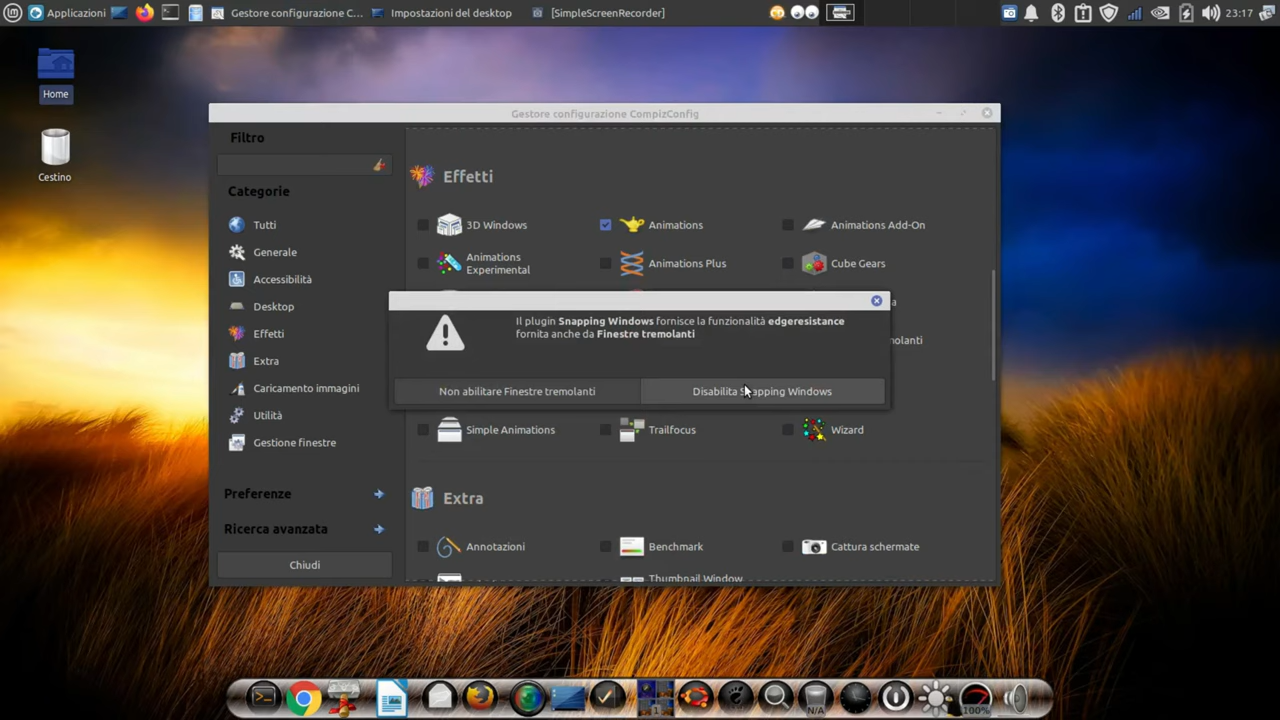 Applicazioni
Gestore configurazione C...
Impostazioni del desktop
[SimpleScreenRecorder]
23:17
Home
Cestino
Gestore configurazione CompizConfig
Filtro
Categorie
Tutti
Generale
Accessibilità
Desktop
Effetti
Extra
Caricamento immagini
Utilità
Gestione finestre
Preferenze
Ricerca avanzata
Chiudi
Effetti
3D Windows
Animations
Animations Add-On
Animations
Experimental
Animations Plus
Cube Gears
Il plugin Snapping Windows fornisce la funzionalità edgeresistance
fornita anche da Finestre tremolanti
Non abilitare Finestre tremolanti
Disabilita Snapping Windows
a
nolanti
Simple Animations
Trailfocus
Wizard
Extra
Annotazioni
Benchmark
Cattura schermate
Thumbnail Window
1
N/A
100%